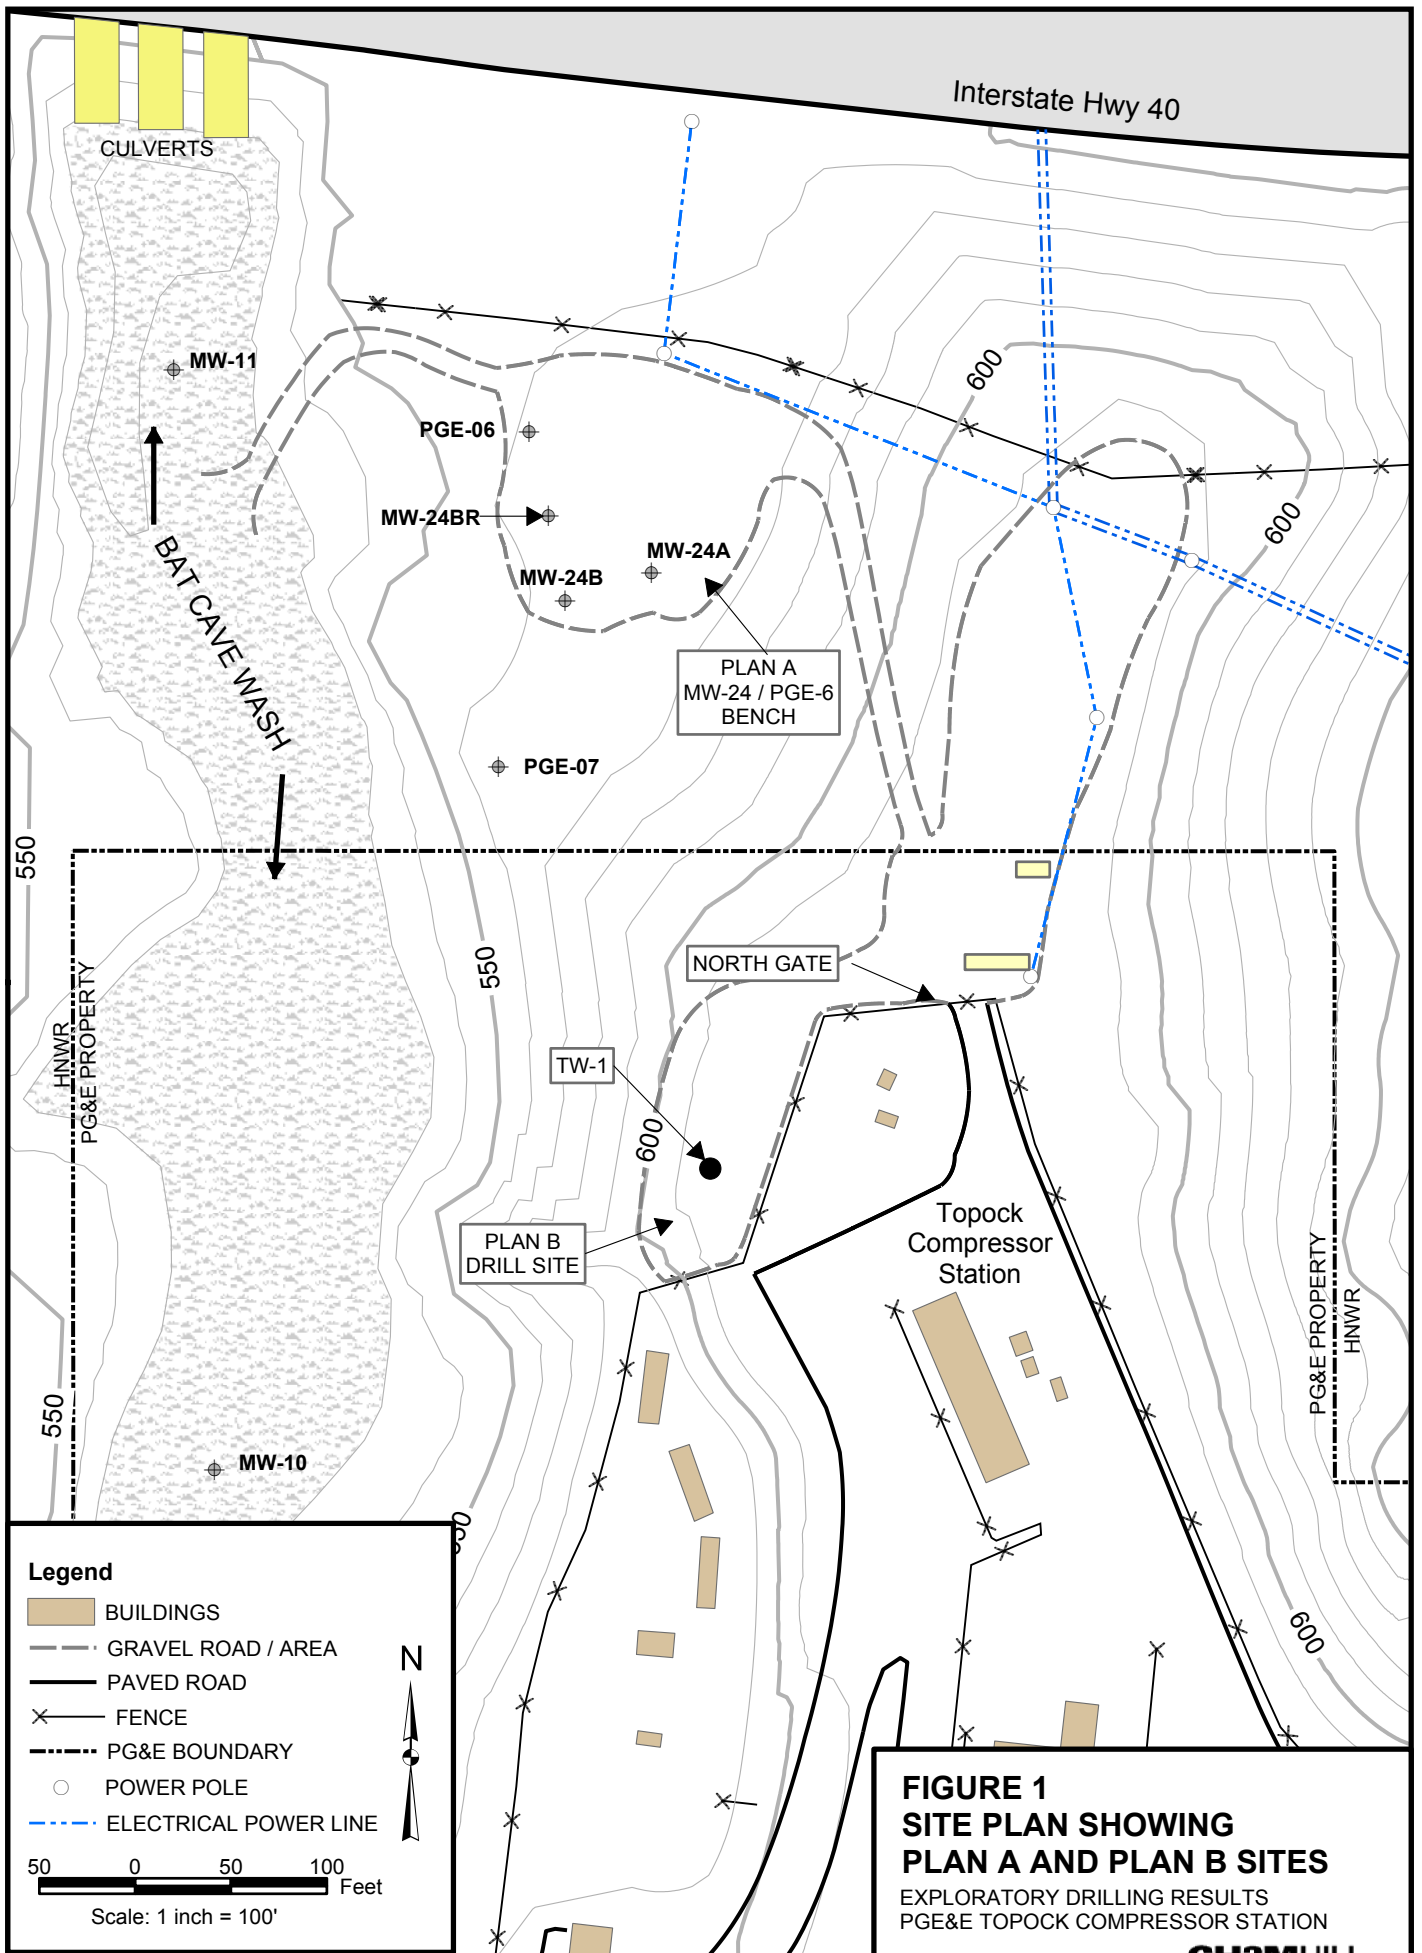 Interstate Hwy 40
CULVERTS
MW-11
600
PGE-06
600
MW-24BR
MW-24A
MW-24B
BAT CAVE WASH
PLAN A
MW-24 / PGE-6
BENCH
PGE-07
550
550
NORTH GATE
HNWR
PG&E PROPERTY
TW-1
600
Topock
Compressor
Station
PLAN B
DRILL SITE
PG&E PROPERTY
HNWR
550
MW-10
600
Legend
BUILDINGS
GRAVEL ROAD / AREA
PAVED ROAD
FENCE
PG&E BOUNDARY
POWER POLE
ELECTRICAL POWER LINE
N
50 0 50 100
Feet
Scale: 1 inch = 100'
FIGURE 1
SITE PLAN SHOWING
PLAN A AND PLAN B SITES
EXPLORATORY DRILLING RESULTS
PGE&E TOPOCK COMPRESSOR STATION